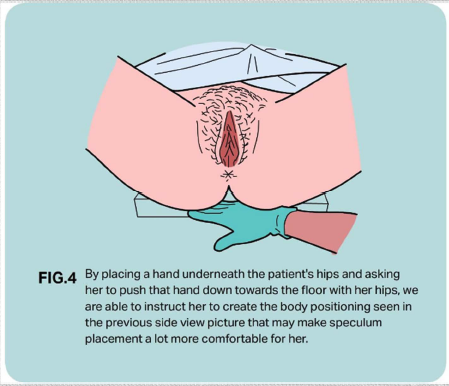 FIG.4 By placing a hand underneath the patient's hips and asking
her to push that hand down towards the floor with her hips, we
are able to instruct her to create the body positioning seen in
the previous side view picture that may make speculum
placement a lot more comfortable for her.